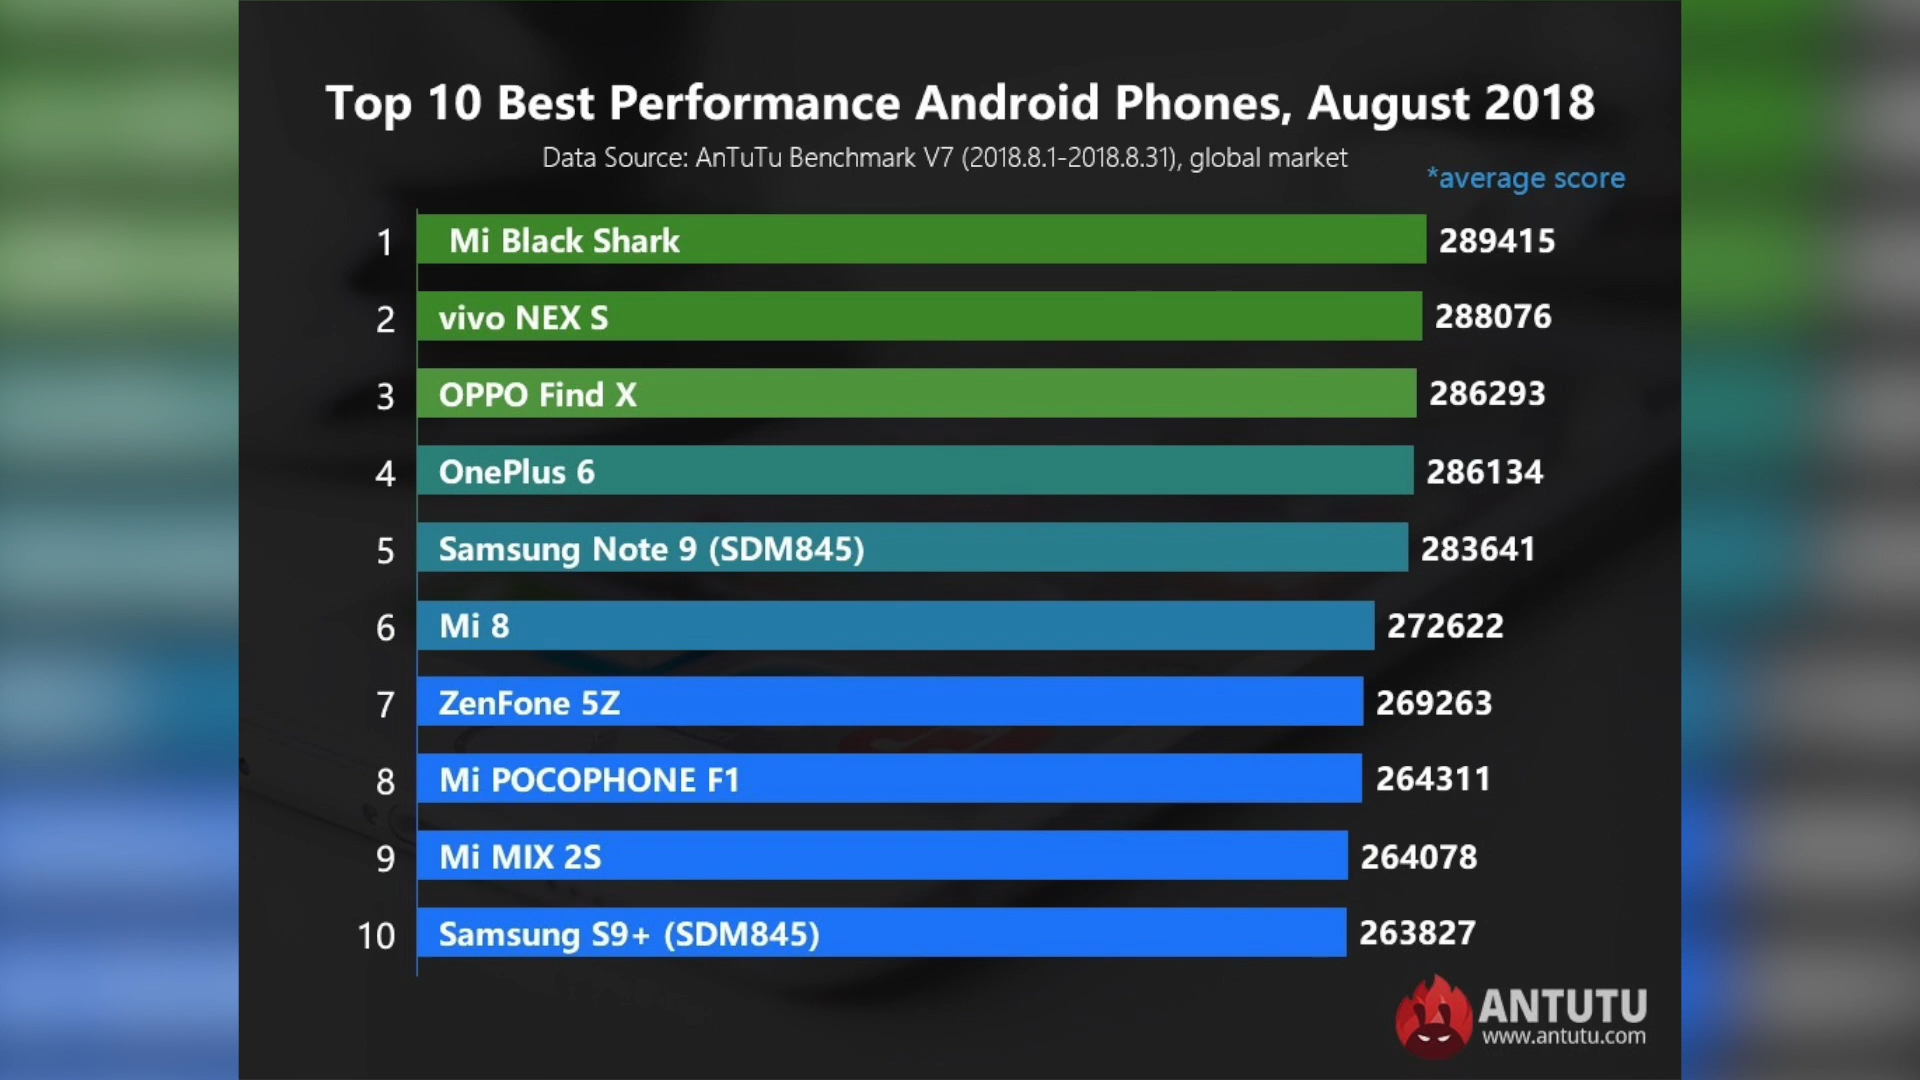 Top 10 Best Performance Android Phones, August 2018
Data Source: AnTuTu Benchmark V7 (2018.8.1-2018.8.31), global market
*average score
1 Mi Black Shark 289415
2 vivo NEX S 288076
3 OPPO Find X 286293
4 OnePlus 6 286134
5 Samsung Note 9 (SDM845) 283641
6 Mi 8 272622
7 ZenFone 5Z 269263
8 Mi POCOPHONE F1 264311
9 Mi MIX 2S 264078
10 Samsung S9+ (SDM845) 263827
ANTUTU
www.antutu.com